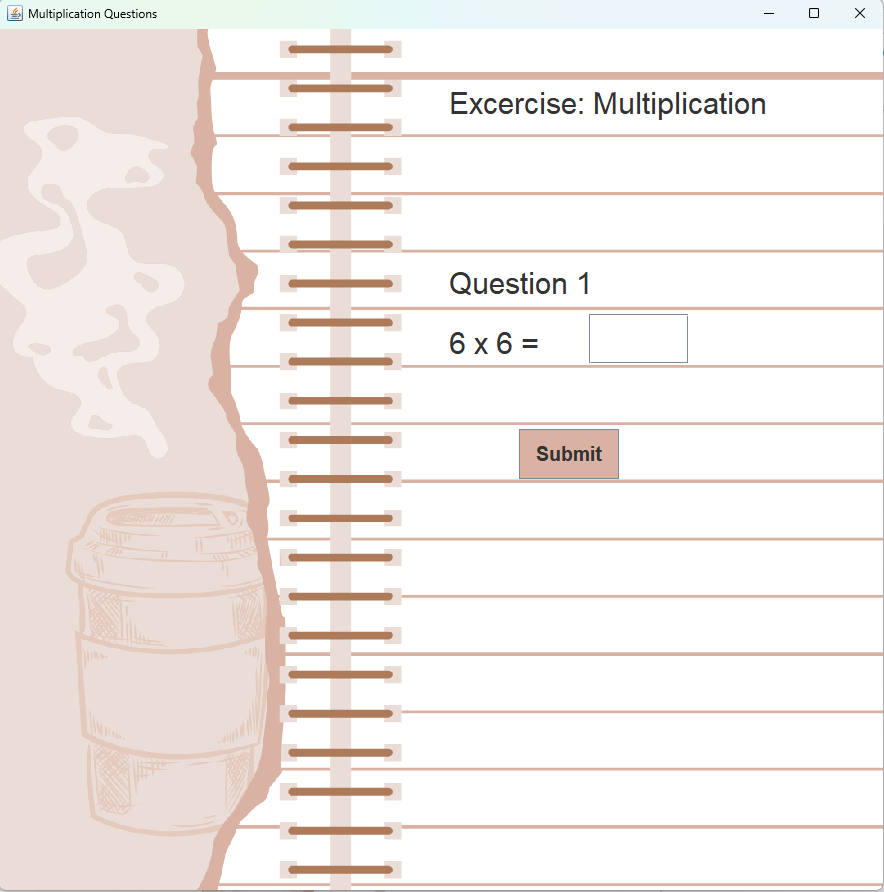 Multiplication Questions
Excercise: Multiplication
Question 1
6 x 6 =
Submit